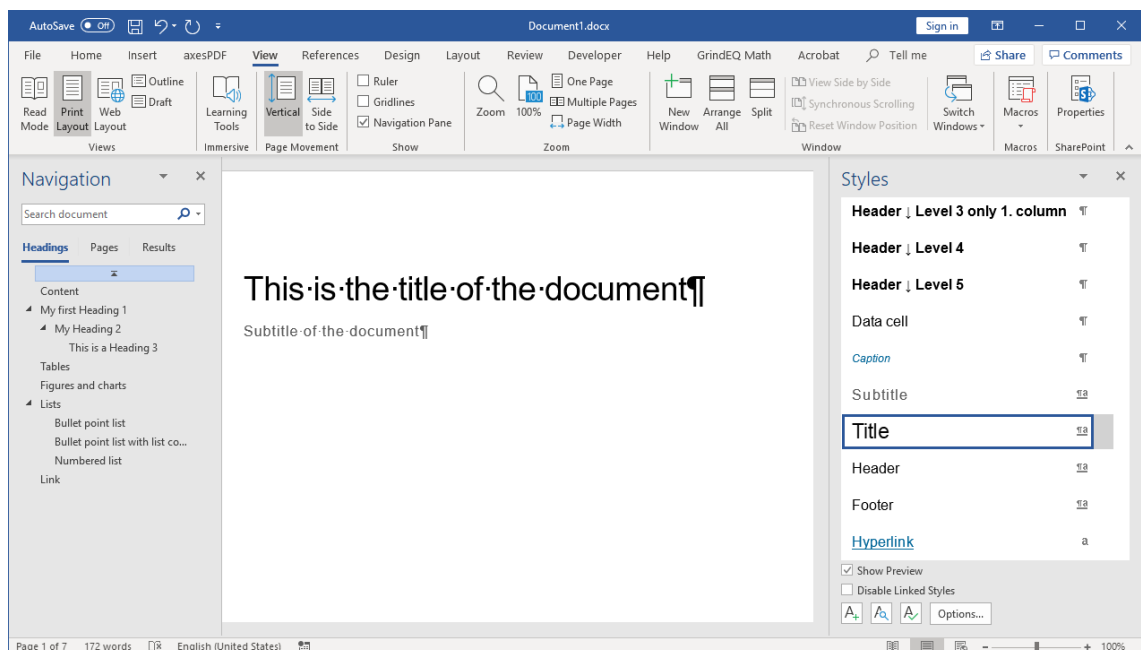 AutoSave Off Document1.docx Sign in
File Home Insert axesPDF View References Design Layout Review Developer Help GrindEQ Math Acrobat Tell me Share Comments
Read Mode
Print Layout
Web Layout
Outline
Draft
Views
Learning Tools
Immersive
Vertical
Side to Side
Page Movement
Ruler
Gridlines
Navigation Pane
Show
Zoom
100
100%
One Page
Multiple Pages
Page Width
Zoom
New Window
Arrange All
Split
View Side by Side
Synchronous Scrolling
Reset Window Position
Switch Windows
Window
Macros
Macros
Properties
SharePoint
Navigation
Search document
Headings Pages Results
Content
My first Heading 1
My Heading 2
This is a Heading 3
Tables
Figures and charts
Lists
Bullet point list
Bullet point list with list co...
Numbered list
Link
This·is·the·title·of·the·document¶
Subtitle·of·the·document¶
Styles
Header ↓ Level 3 only 1. column ¶
Header ↓ Level 4 ¶
Header ↓ Level 5 ¶
Data cell ¶
Caption ¶
Subtitle ¶a
Title ¶a
Header ¶a
Footer ¶a
Hyperlink a
Show Preview
Disable Linked Styles
Options...
Page 1 of 7 172 words English (United States) 100%